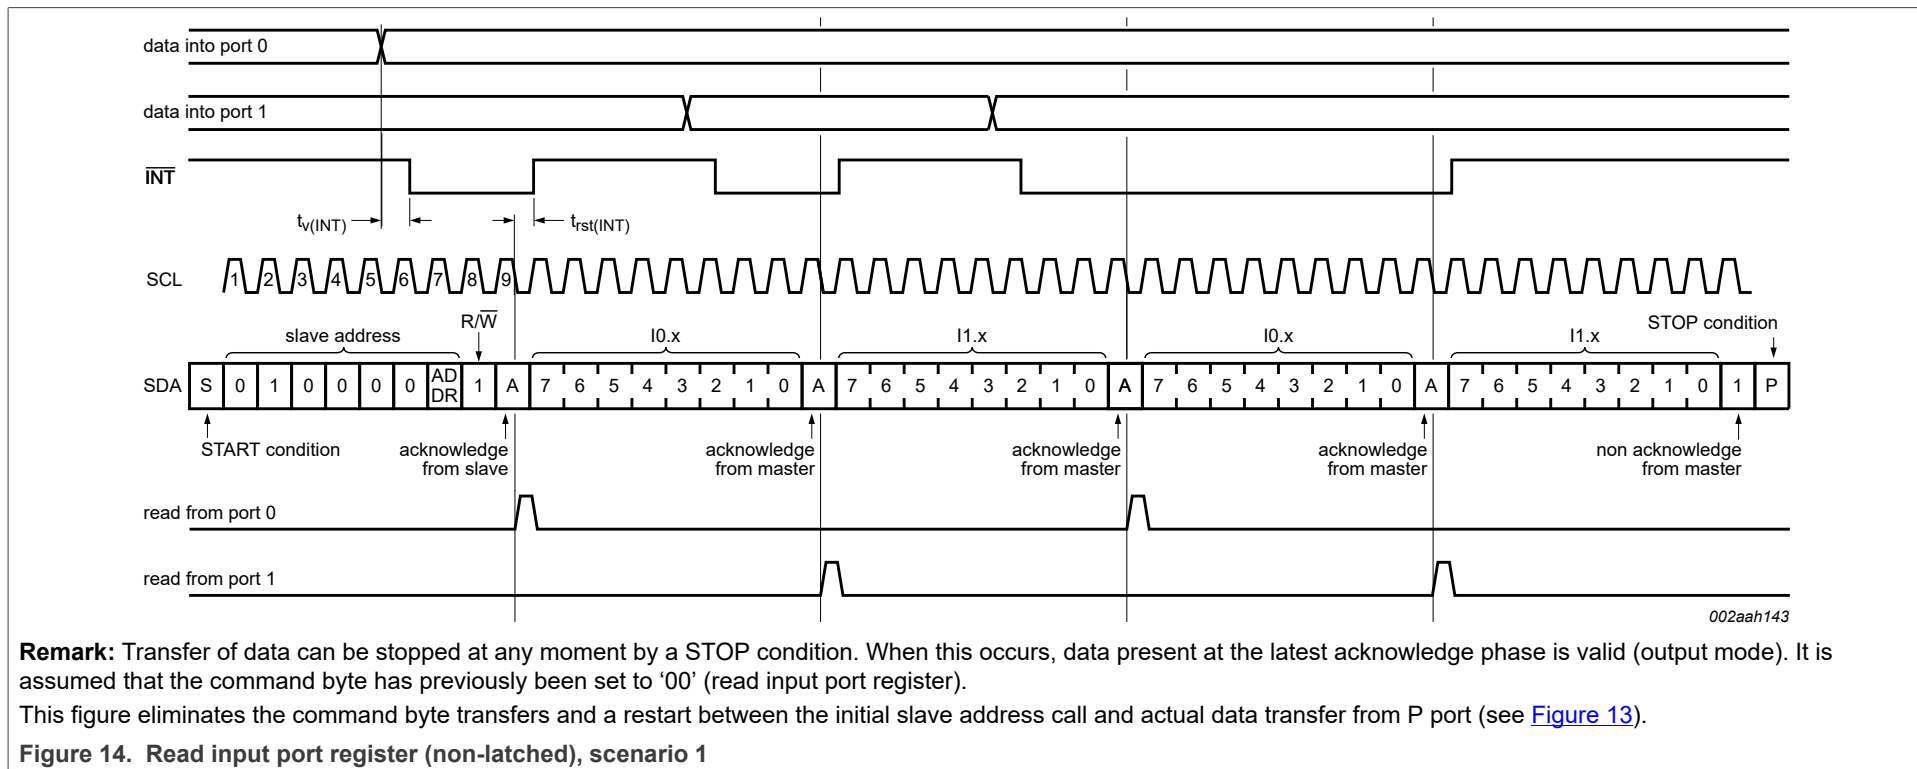 data into port 0
data into port 1
INT
tv(INT)
trst(INT)
SCL
1 2 3 4 5 6 7 8 9
R/W
slave address
I0.x
I1.x
I0.x
I1.x
STOP condition
SDA S 0 1 0 0 0 0 AD DR 1 A 7 6 5 4 3 2 1 0 A 7 6 5 4 3 2 1 0 A 7 6 5 4 3 2 1 0 A 7 6 5 4 3 2 1 0 1 P
START condition
acknowledge
from slave
acknowledge
from master
acknowledge
from master
acknowledge
from master
non acknowledge
from master
read from port 0
read from port 1
002aah143
Remark: Transfer of data can be stopped at any moment by a STOP condition. When this occurs, data present at the latest acknowledge phase is valid (output mode). It is
assumed that the command byte has previously been set to ‘00’ (read input port register).
This figure eliminates the command byte transfers and a restart between the initial slave address call and actual data transfer from P port (see Figure 13).
Figure 14. Read input port register (non-latched), scenario 1